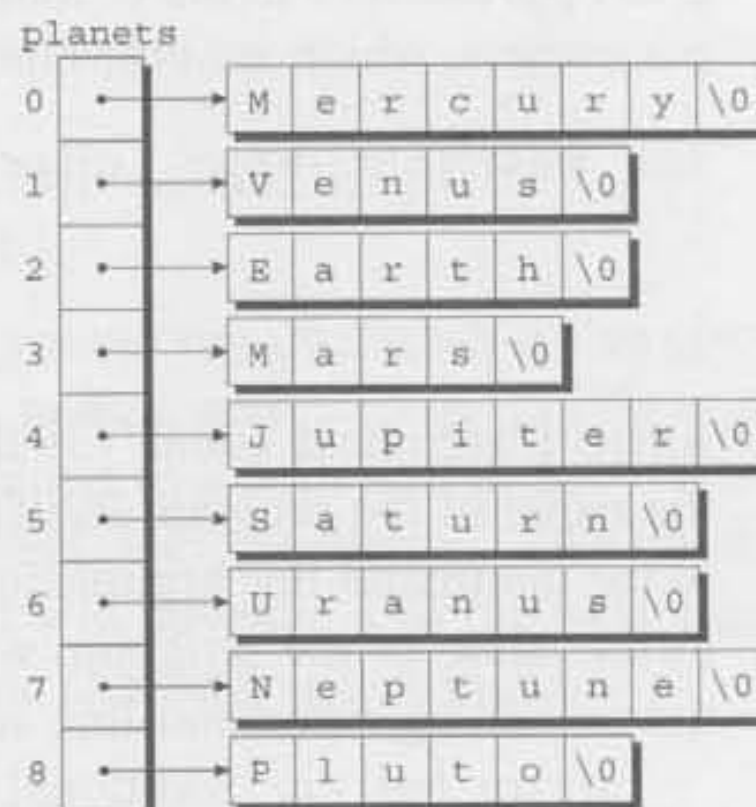 planets
0 M e r c u r y \0
1 V e n u s \0
2 E a r t h \0
3 M a r s \0
4 J u p i t e r \0
5 S a t u r n \0
6 U r a n u s \0
7 N e p t u n e \0
8 P l u t o \0